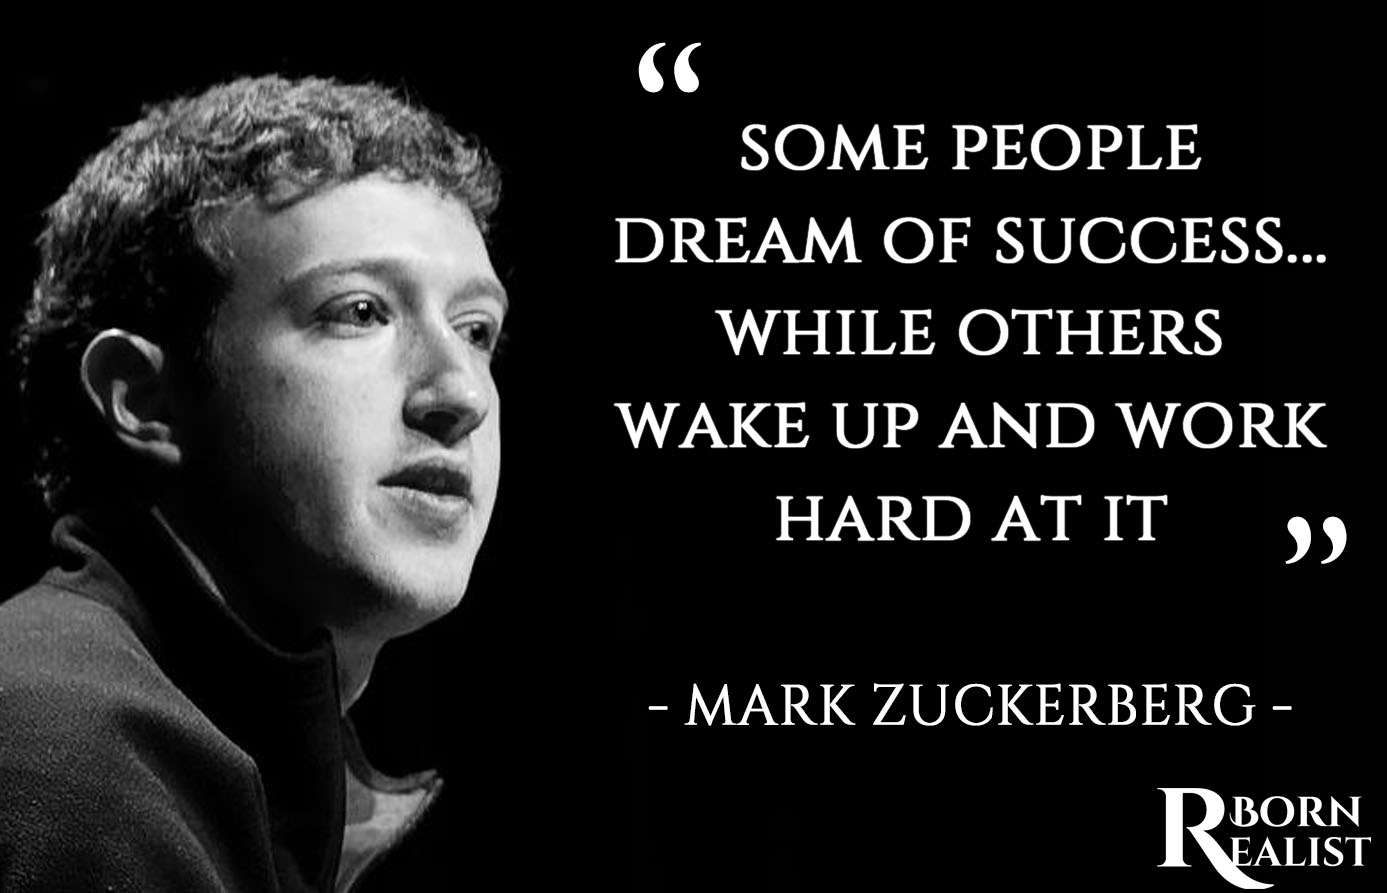 “
SOME PEOPLE
DREAM OF SUCCESS...
WHILE OTHERS
WAKE UP AND WORK
HARD AT IT
”
- MARK ZUCKERBERG -
BORN
REALIST